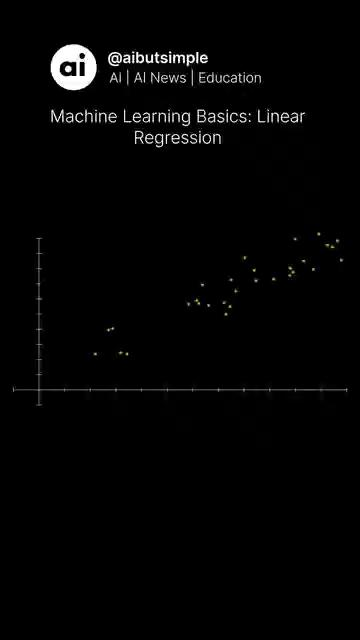 ai
@aibutsimple
AI | AI News | Education
Machine Learning Basics: Linear
Regression